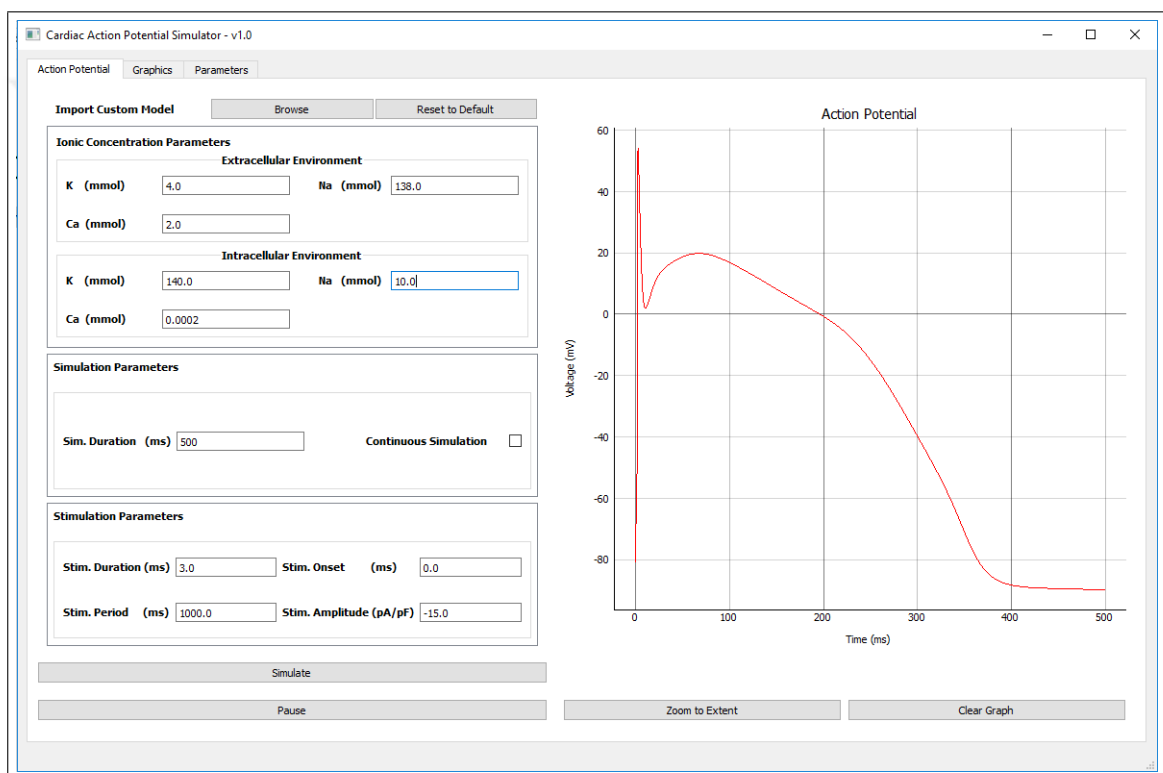 Cardiac Action Potential Simulator - v1.0
Action Potential Graphics Parameters
Import Custom Model Browse Reset to Default
Ionic Concentration Parameters
Extracellular Environment
K (mmol) 4.0 Na (mmol) 138.0
Ca (mmol) 2.0
Intracellular Environment
K (mmol) 140.0 Na (mmol) 10.0
Ca (mmol) 0.0002
Simulation Parameters
Sim. Duration (ms) 500 Continuous Simulation
Stimulation Parameters
Stim. Duration (ms) 3.0 Stim. Onset (ms) 0.0
Stim. Period (ms) 1000.0 Stim. Amplitude (pA/pF) -15.0
Simulate
Pause
Action Potential
60
40
20
0
-20
-40
-60
-80
Voltage (mV)
0 100 200 300 400 500
Time (ms)
Zoom to Extent Clear Graph